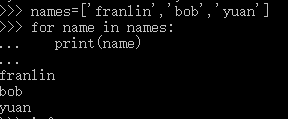 >>> names=['franlin','bob','yuan']
>>> for name in names:
...     print(name)
...
franlin
bob
yuan